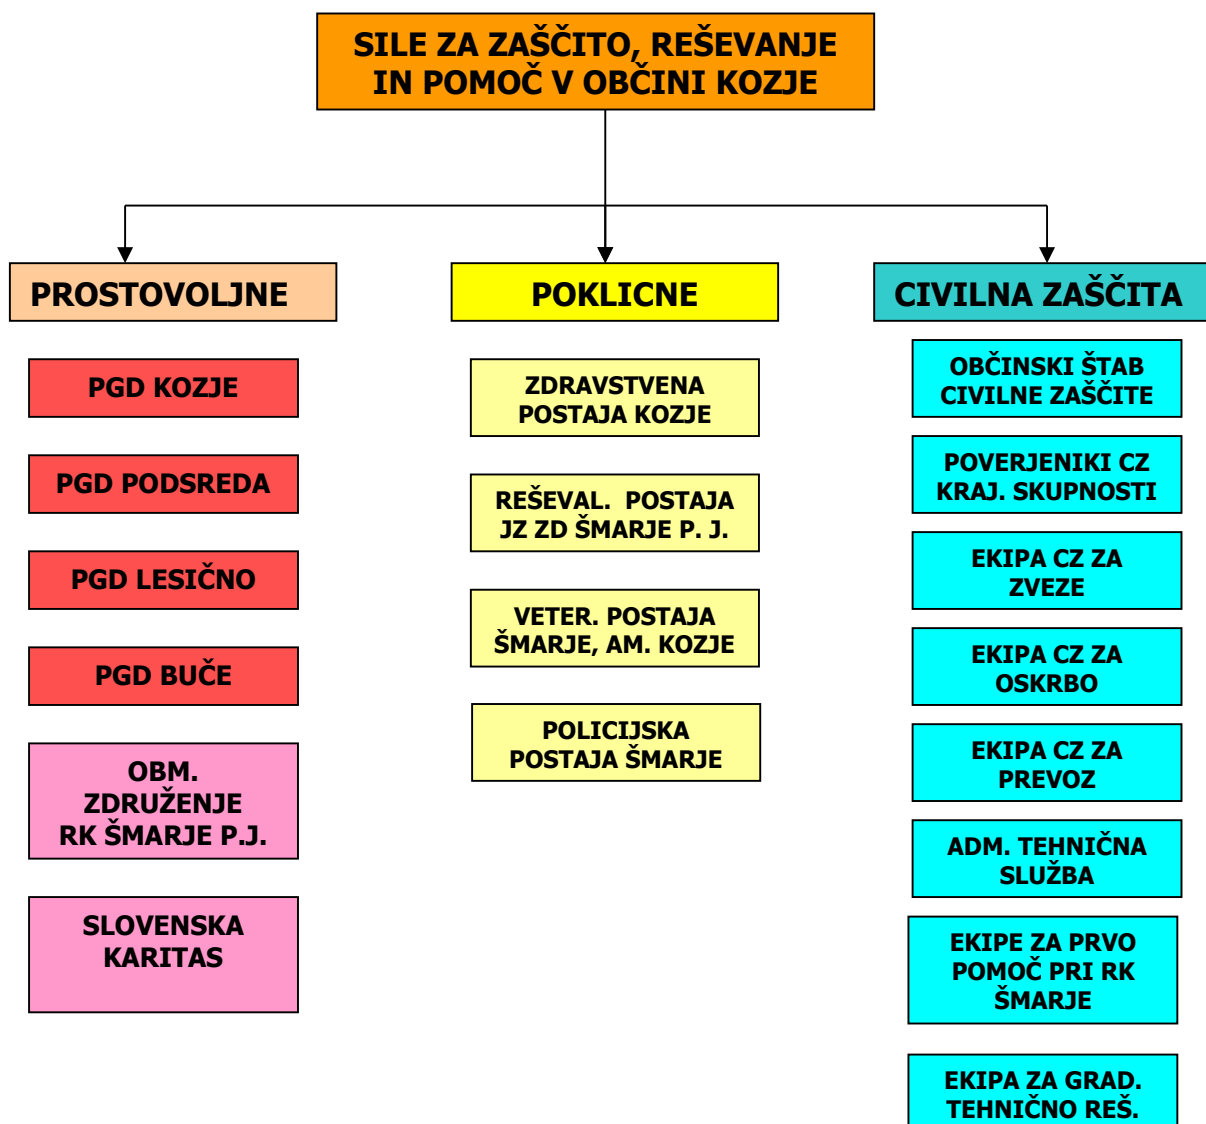 SILE ZA ZAŠČITO, REŠEVANJE
IN POMOČ V OBČINI KOZJE
PROSTOVOLJNE
PGD KOZJE
PGD PODSREDA
PGD LESIČNO
PGD BUČE
OBM.
ZDRUŽENJE
RK ŠMARJE P.J.
SLOVENSKA
KARITAS
POKLICNE
ZDRAVSTVENA
POSTAJA KOZJE
REŠEVAL. POSTAJA
JZ ZD ŠMARJE P. J.
VETER. POSTAJA
ŠMARJE, AM. KOZJE
POLICIJSKA
POSTAJA ŠMARJE
CIVILNA ZAŠČITA
OBČINSKI ŠTAB
CIVILNE ZAŠČITE
POVERJENIKI CZ
KRAJ. SKUPNOSTI
EKIPA CZ ZA
ZVEZE
EKIPA CZ ZA
OSKRBO
EKIPA CZ ZA
PREVOZ
ADM. TEHNIČNA
SLUŽBA
EKIPE ZA PRVO
POMOČ PRI RK
ŠMARJE
EKIPA ZA GRAD.
TEHNIČNO REŠ.